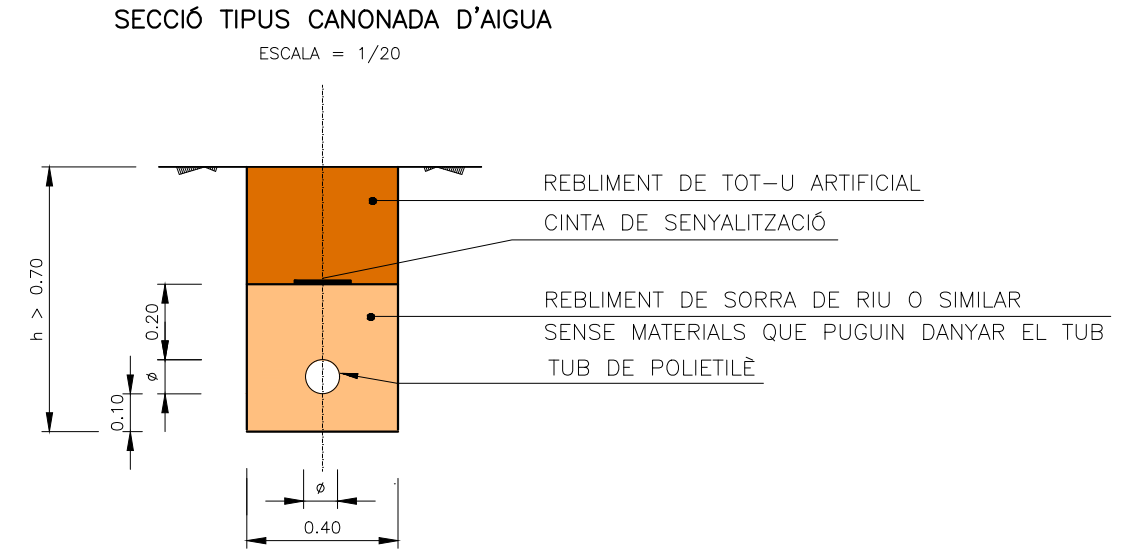 SECCIÓ TIPUS CANONADA D'AIGUA
ESCALA = 1/20
REBLIMENT DE TOT-U ARTIFICIAL
CINTA DE SENYALITZACIÓ
REBLIMENT DE SORRA DE RIU O SIMILAR
SENSE MATERIALS QUE PUGUIN DANYAR EL TUB
TUB DE POLIETILÈ
h > 0.70
0.20
ø
0.10
ø
0.40